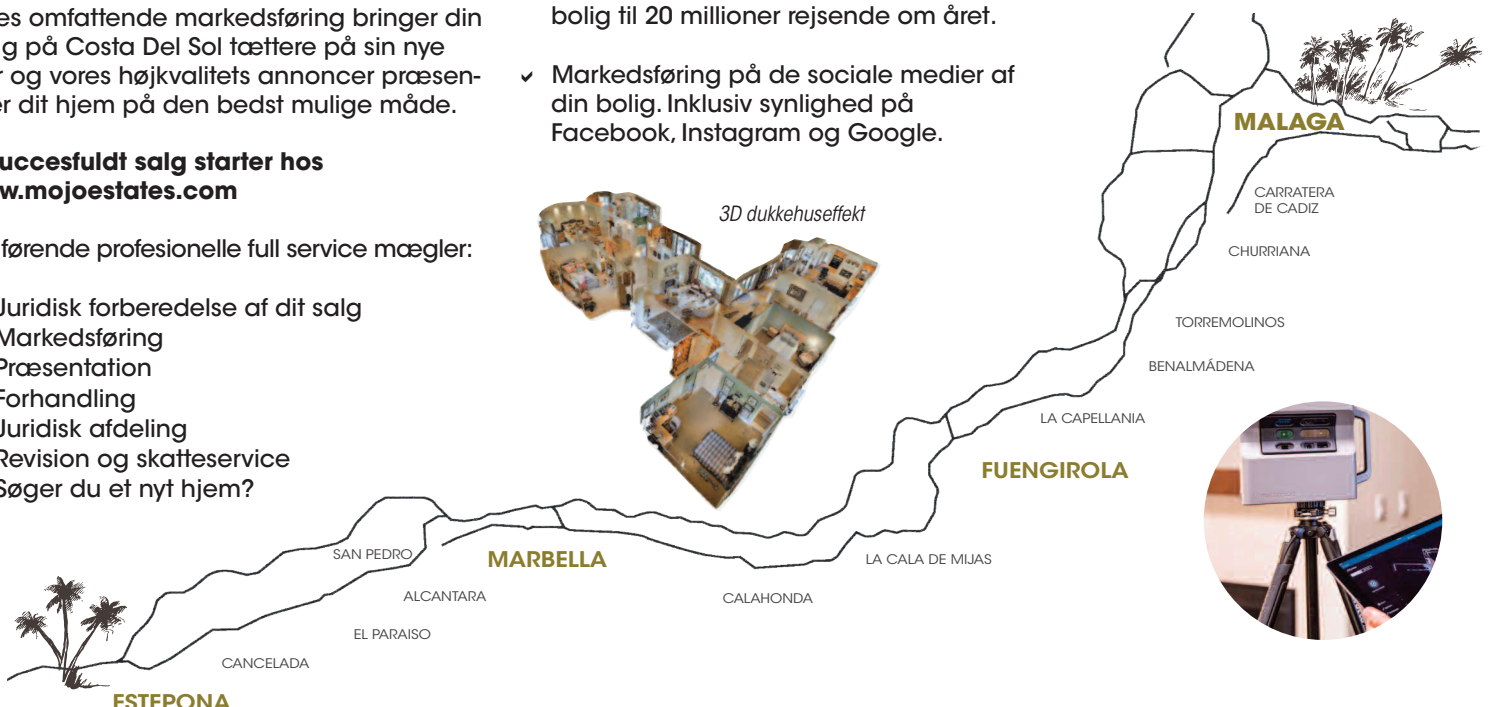 es omfattende markedsføring bringer din
g på Costa Del Sol tættere på sin nye
r og vores højkvalitets annoncer præsen-
er dit hjem på den bedst mulige måde.
uccesfuldt salg starter hos
w.mojoestates.com
førende profesionelle full service mægler:
Juridisk forberedelse af dit salg
Markedsføring
Præsentation
Forhandling
Juridisk afdeling
Revision og skatteservice
Søger du et nyt hjem?
bolig til 20 millioner rejsende om året.
Markedsføring på de sociale medier af
din bolig. Inklusiv synlighed på
Facebook, Instagram og Google.
3D dukkehuseffekt
MALAGA
CARRATERA
DE CADIZ
CHURRIANA
TORREMOLINOS
BENALMÁDENA
LA CAPELLANIA
FUENGIROLA
LA CALA DE MIJAS
CALAHONDA
MARBELLA
SAN PEDRO
ALCANTARA
EL PARAISO
CANCELADA
ESTEPONA